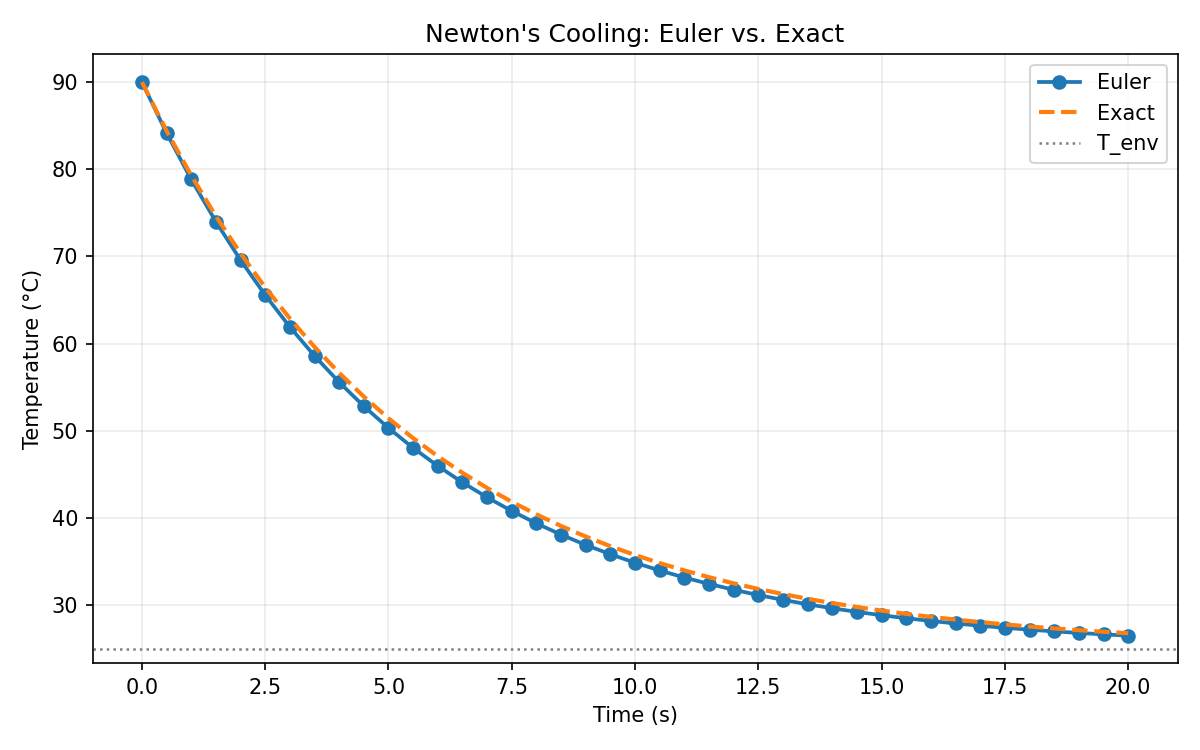 Newton's Cooling: Euler vs. Exact
Euler
Exact
T_env
Temperature (°C)
90
80
70
60
50
40
30
0.0 2.5 5.0 7.5 10.0 12.5 15.0 17.5 20.0
Time (s)